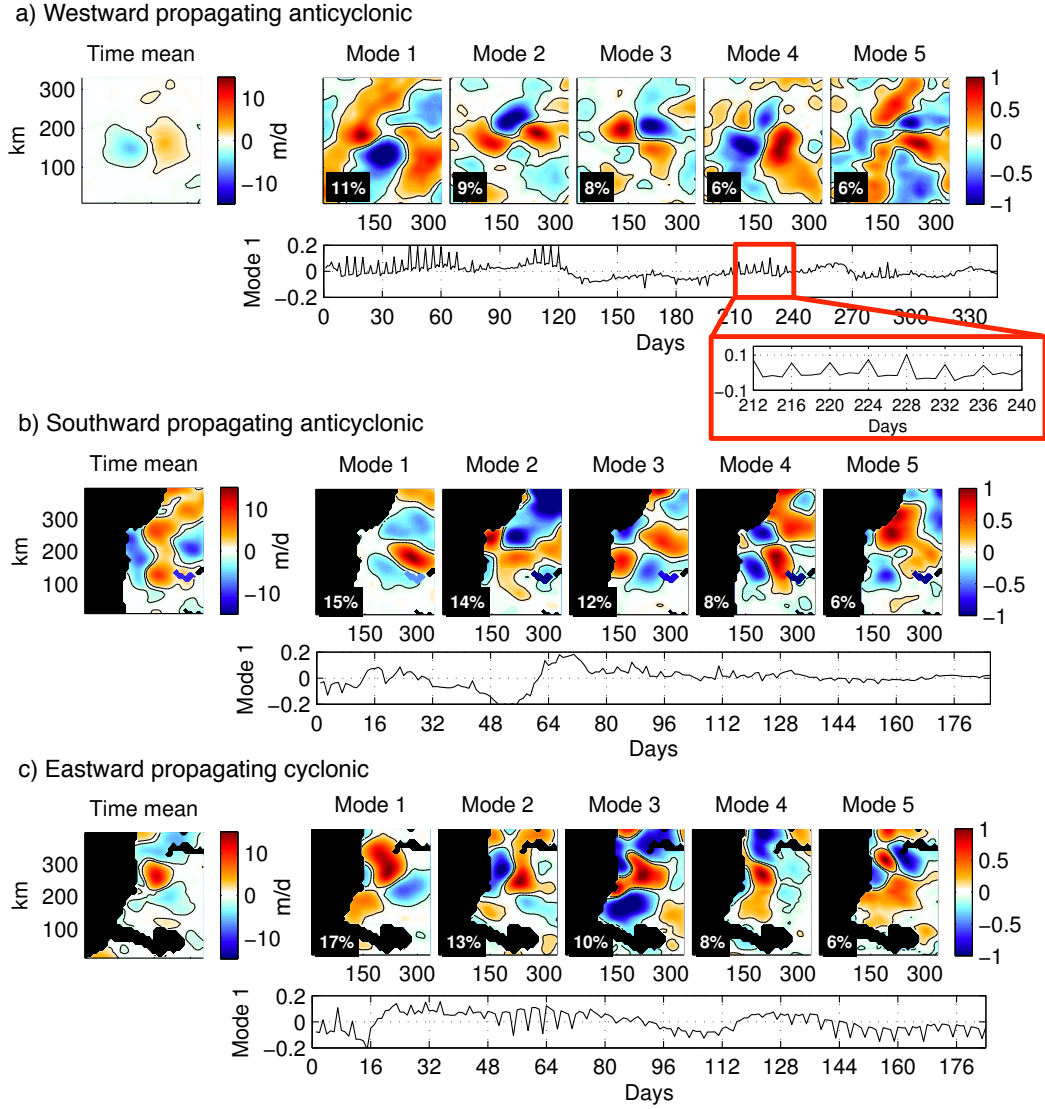 a) Westward propagating anticyclonic
Time mean Mode 1 Mode 2 Mode 3 Mode 4 Mode 5
km
300
200
100
10
0
−10
m/d
11% 9% 8% 6% 6%
1
0.5
0
−0.5
−1
150 300 150 300 150 300 150 300 150 300
Mode 1
0.2
0
−0.2
0 30 60 90 120 150 180 210 240 270 300 330
Days
0.1
−0.1
212 216 220 224 228 232 236 240
Days
b) Southward propagating anticyclonic
Time mean Mode 1 Mode 2 Mode 3 Mode 4 Mode 5
km
300
200
100
10
0
−10
m/d
15% 14% 12% 8% 6%
1
0.5
0
−0.5
−1
150 300 150 300 150 300 150 300 150 300
Mode 1
0.2
0
−0.2
0 16 32 48 64 80 96 112 128 144 160 176
Days
c) Eastward propagating cyclonic
Time mean Mode 1 Mode 2 Mode 3 Mode 4 Mode 5
km
300
200
100
10
0
−10
m/d
17% 13% 10% 8% 6%
1
0.5
0
−0.5
−1
150 300 150 300 150 300 150 300 150 300
Mode 1
0.2
0
−0.2
0 16 32 48 64 80 96 112 128 144 160 176
Days